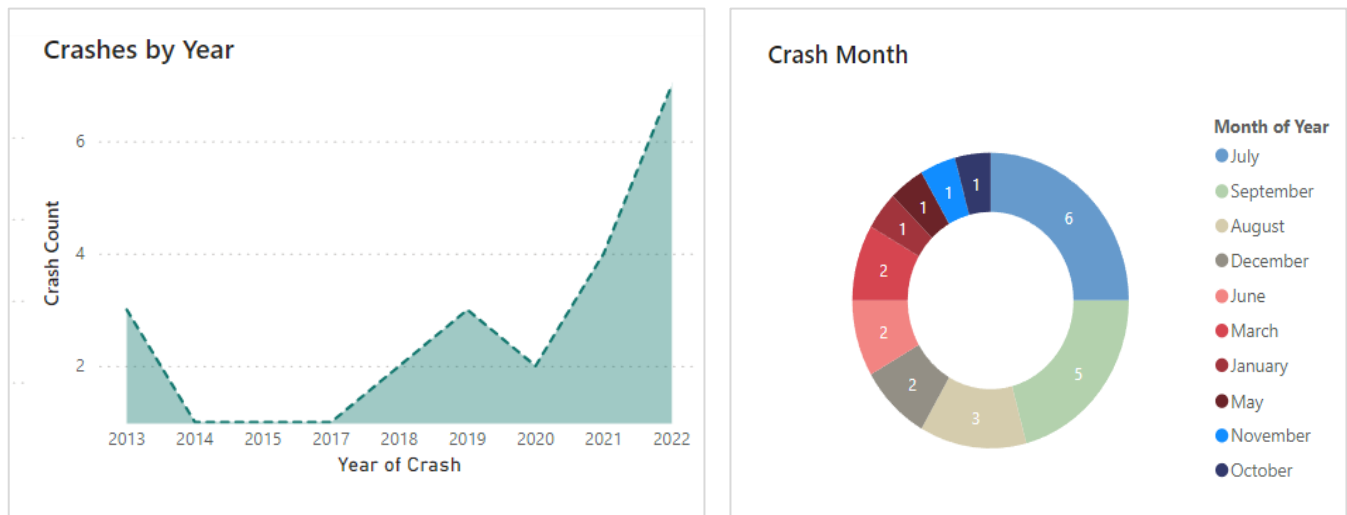 Crashes by Year
6
4
2
Crash Count
2013 2014 2015 2017 2018 2019 2020 2021 2022
Year of Crash
Crash Month
6
5
3
2
2
2
1
1
1
1
Month of Year
July
September
August
December
June
March
January
May
November
October